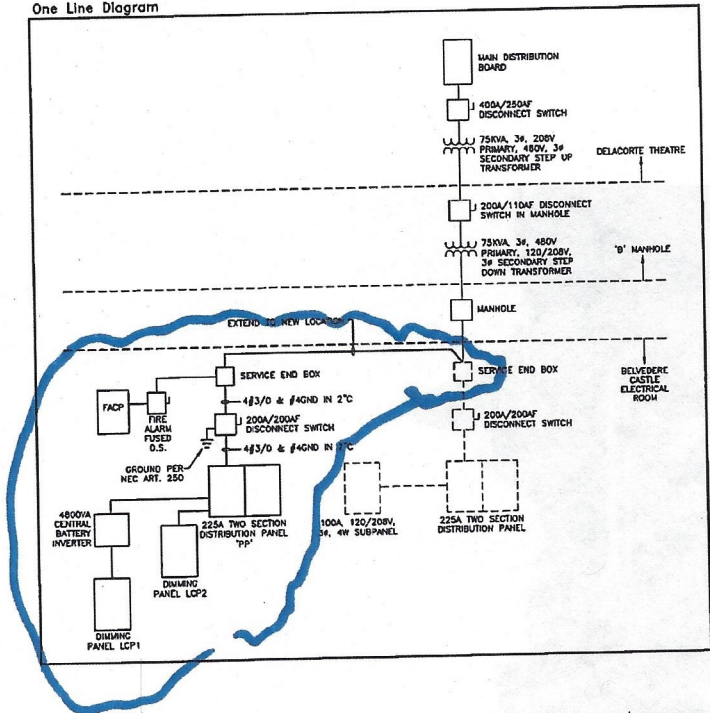 One Line Diagram
MAIN DISTRIBUTION
BOARD
400A/250AF
DISCONNECT SWITCH
75KVA, 3ø, 208V
PRIMARY, 480V, 3ø
SECONDARY STEP UP
TRANSFORMER
DELACORTE THEATRE
200A/110AF DISCONNECT
SWITCH IN MANHOLE
75KVA, 3ø, 480V
PRIMARY, 120/208V,
3ø SECONDARY STEP
DOWN TRANSFORMER
'B' MANHOLE
MANHOLE
EXTEND TO NEW LOCATION
SERVICE END BOX
SERVICE END BOX
BELVEDERE
CASTLE
ELECTRICAL
ROOM
FACP
FIRE
ALARM
FUSED
D.S.
4#3/0 & #4GND IN 2"C
200A/200AF
DISCONNECT SWITCH
4#3/0 & #4GND IN 2"C
GROUND PER
NEC ART. 250
200A/200AF
DISCONNECT SWITCH
4800VA
CENTRAL
BATTERY
INVERTER
225A TWO SECTION
DISTRIBUTION PANEL
'PP'
100A, 120/208V,
3ø, 4W SUBPANEL
225A TWO SECTION
DISTRIBUTION PANEL
DIMMING
PANEL LCP2
DIMMING
PANEL LCP1